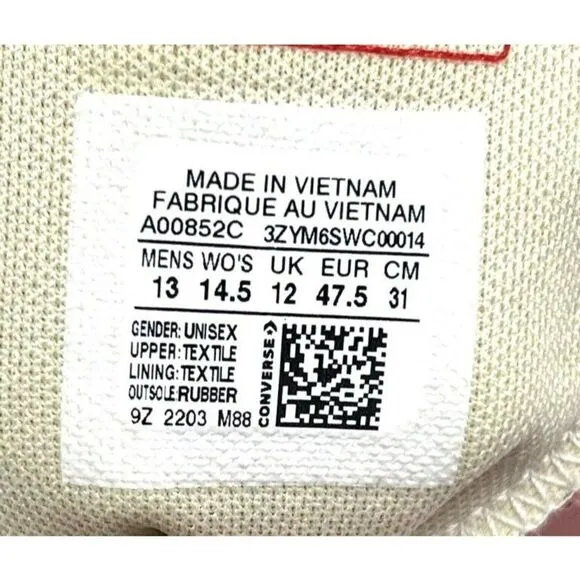 MADE IN VIETNAM
FABRIQUE AU VIETNAM
A00852C 3ZYM6SWC00014
MENS WO'S UK EUR CM
13 14.5 12 47.5 31
GENDER: UNISEX
UPPER: TEXTILE
LINING: TEXTILE
OUTSOLE: RUBBER
9Z 2203 M88
CONVERSE